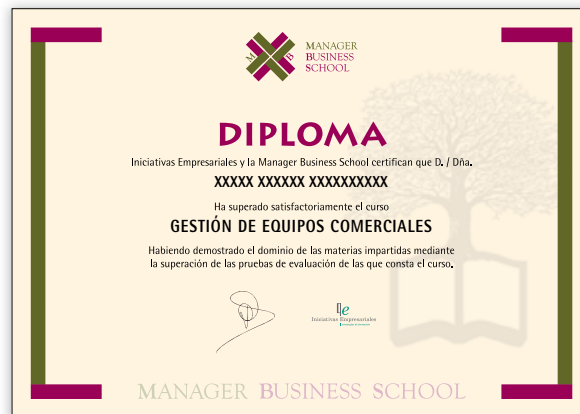 M B
MANAGER
BUSINESS
SCHOOL
DIPLOMA
Iniciativas Empresariales y la Manager Business School certifican que D. / Dña.
XXXXX XXXXXX XXXXXXXXXX
Ha superado satisfactoriamente el curso
GESTIÓN DE EQUIPOS COMERCIALES
Habiendo demostrado el dominio de las materias impartidas mediante
la superación de las pruebas de evaluación de las que consta el curso.
Iniciativas Empresariales
MANAGER BUSINESS SCHOOL